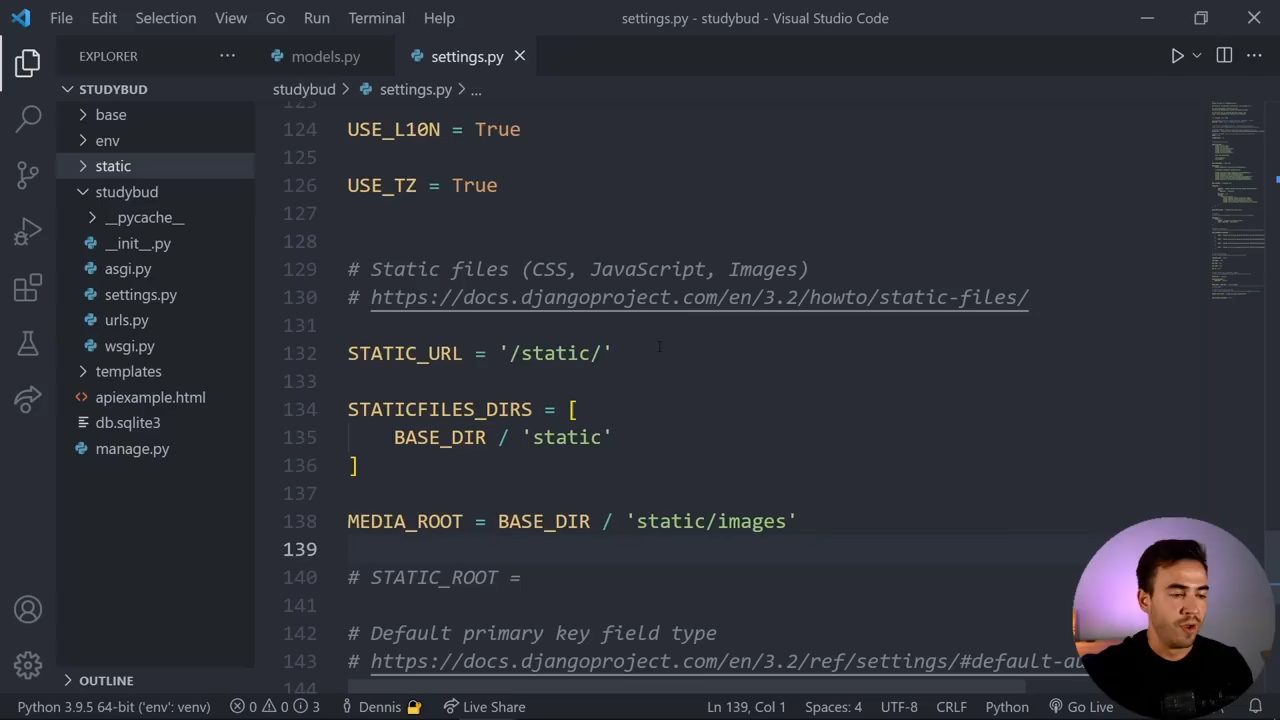 File Edit Selection View Go Run Terminal Help
settings.py - studybud - Visual Studio Code
EXPLORER
models.py
settings.py
STUDYBUD
studybud > settings.py > ...
base
env
static
studybud
__pycache__
__init__.py
asgi.py
settings.py
urls.py
wsgi.py
templates
apiexample.html
db.sqlite3
manage.py
OUTLINE
124 USE_L10N = True
125
126 USE_TZ = True
127
128
129 # Static files (CSS, JavaScript, Images)
130 # https://docs.djangoproject.com/en/3.2/howto/static-files/
131
132 STATIC_URL = '/static/'
133
134 STATICFILES_DIRS = [
135 BASE_DIR / 'static'
136 ]
137
138 MEDIA_ROOT = BASE_DIR / 'static/images'
139
140 # STATIC_ROOT =
141
142 # Default primary key field type
143 # https://docs.djangoproject.com/en/3.2/ref/settings/#default-au
144
Python 3.9.5 64-bit ('env': venv) 0 0 3 Dennis Live Share Ln 139, Col 1 Spaces: 4 UTF-8 CRLF Python Go Live